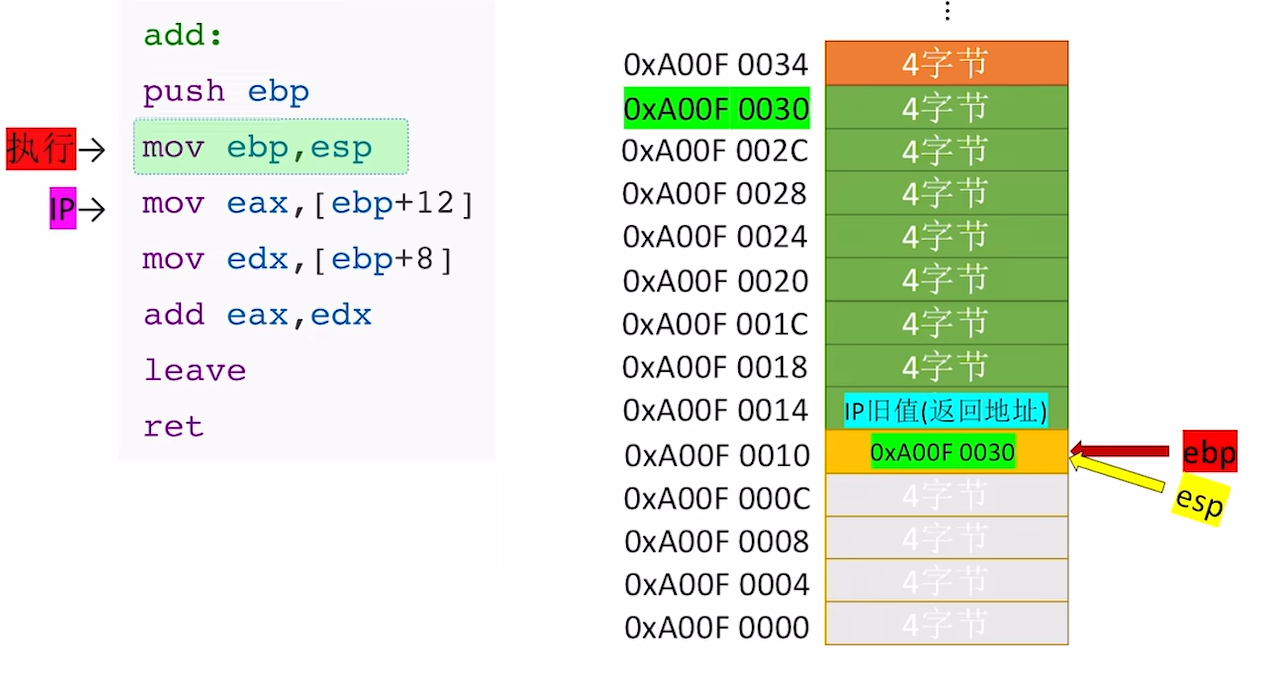 add:
push ebp
执行→ mov ebp,esp
IP→ mov eax,[ebp+12]
mov edx,[ebp+8]
add eax,edx
leave
ret
⋮
0xA00F 0034 4字节
0xA00F 0030 4字节
0xA00F 002C 4字节
0xA00F 0028 4字节
0xA00F 0024 4字节
0xA00F 0020 4字节
0xA00F 001C 4字节
0xA00F 0018 4字节
0xA00F 0014 IP旧值(返回地址)
0xA00F 0010 0xA00F 0030 ebp
esp
0xA00F 000C 4字节
0xA00F 0008 4字节
0xA00F 0004 4字节
0xA00F 0000 4字节